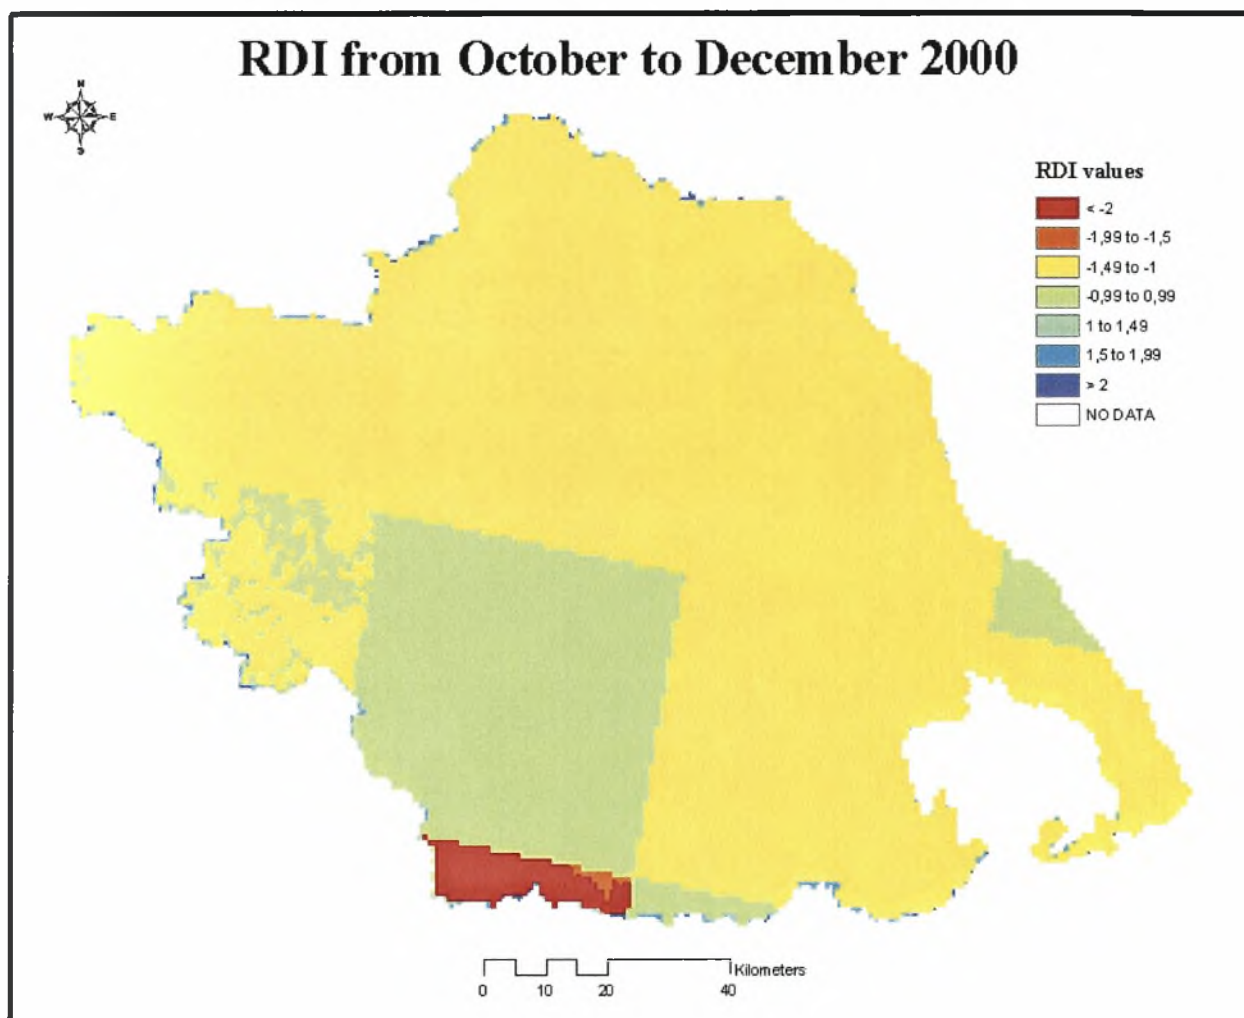 RDI from October to December 2000
N
W E
S
RDI values
< -2
-1,99 to -1,5
-1,49 to -1
-0,99 to 0,99
1 to 1,49
1,5 to 1,99
> 2
NO DATA
Kilometers
0 10 20 40